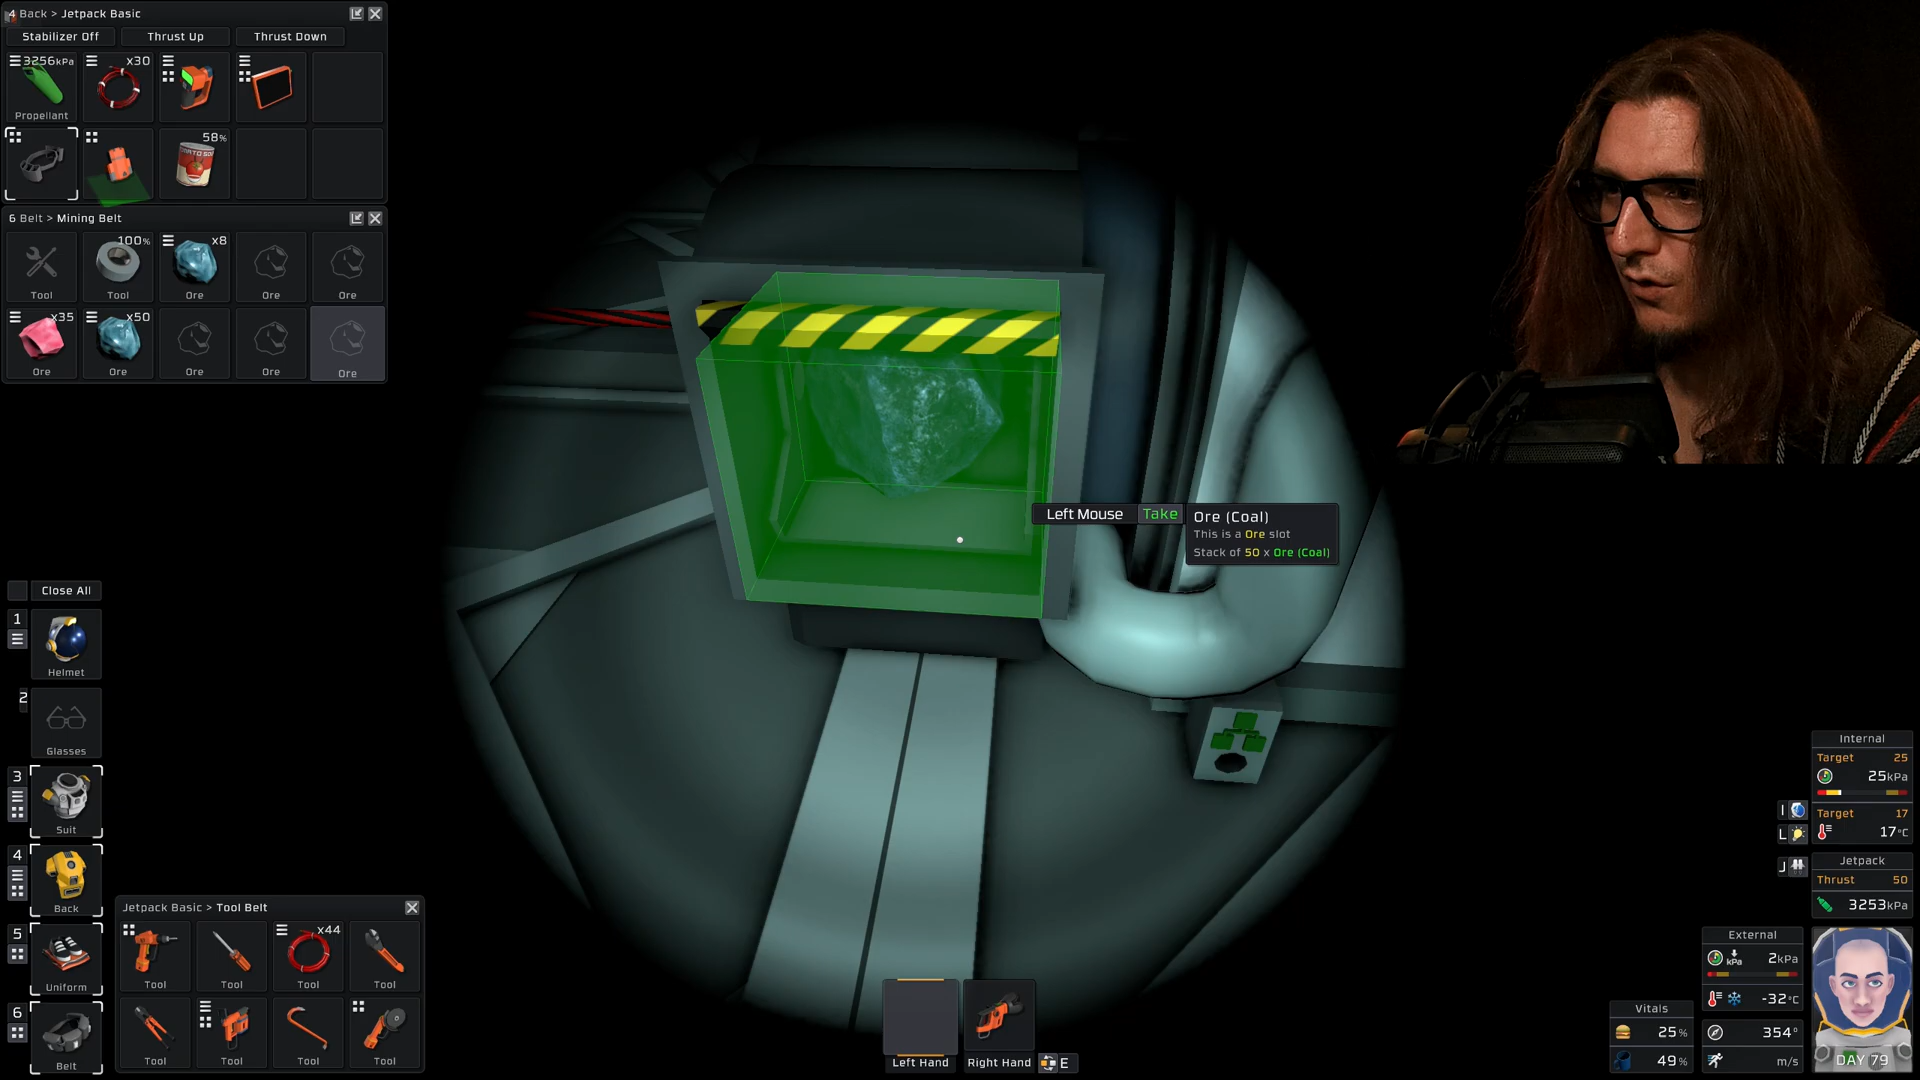 4 Back > Jetpack Basic
Stabilizer Off
Thrust Up
Thrust Down
3256kPa
x30
Propellant
58%
6 Belt > Mining Belt
100%
x8
Tool
Tool
Ore
Ore
Ore
x35
x50
Ore
Ore
Ore
Ore
Ore
Left Mouse
Take
Ore (Coal)
This is a Ore slot
Stack of 50 x Ore (Coal)
Close All
1
Helmet
2
Glasses
3
Suit
4
Back
5
Uniform
6
Belt
Jetpack Basic > Tool Belt
x44
Tool
Tool
Tool
Tool
Tool
Tool
Tool
Tool
Left Hand
Right Hand
E
Internal
Target 25
25kPa
I
Target 17
L
17°C
J
Jetpack
Thrust 50
3253kPa
External
kPa
2kPa
-32°C
Vitals
25%
354°
49%
m/s
DAY 79